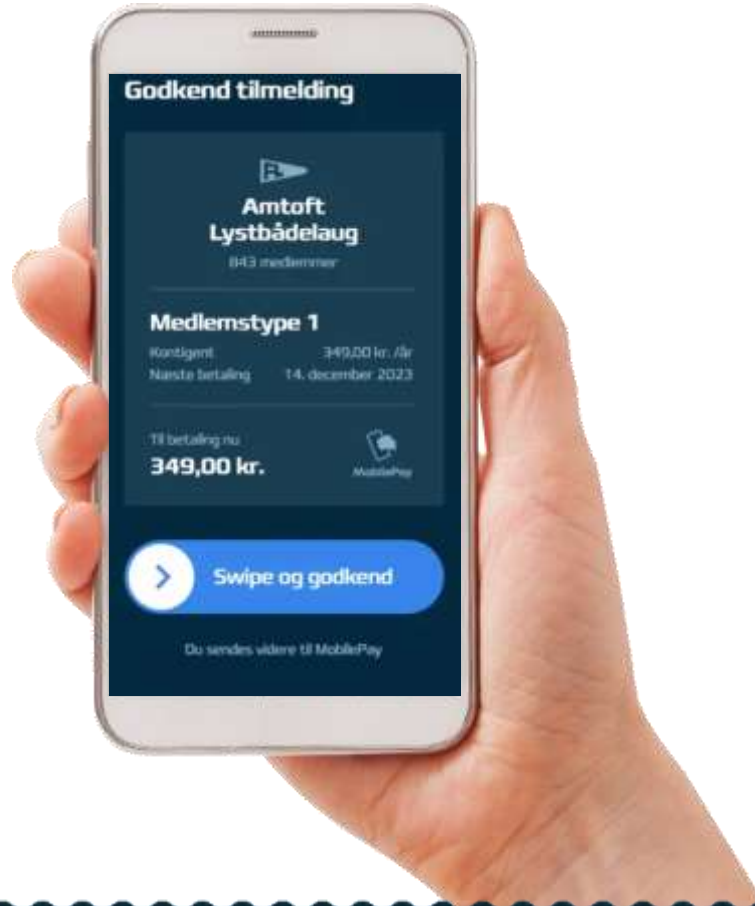 Godkend tilmelding
Amtoft
Lystbådelaug
843 medlemmer
Medlemstype 1
Kontigent 349,00 kr. /år
Næste betaling 14. december 2023
Til betaling nu
349,00 kr.
MobilePay
Swipe og godkend
Du sendes videre til MobilePay